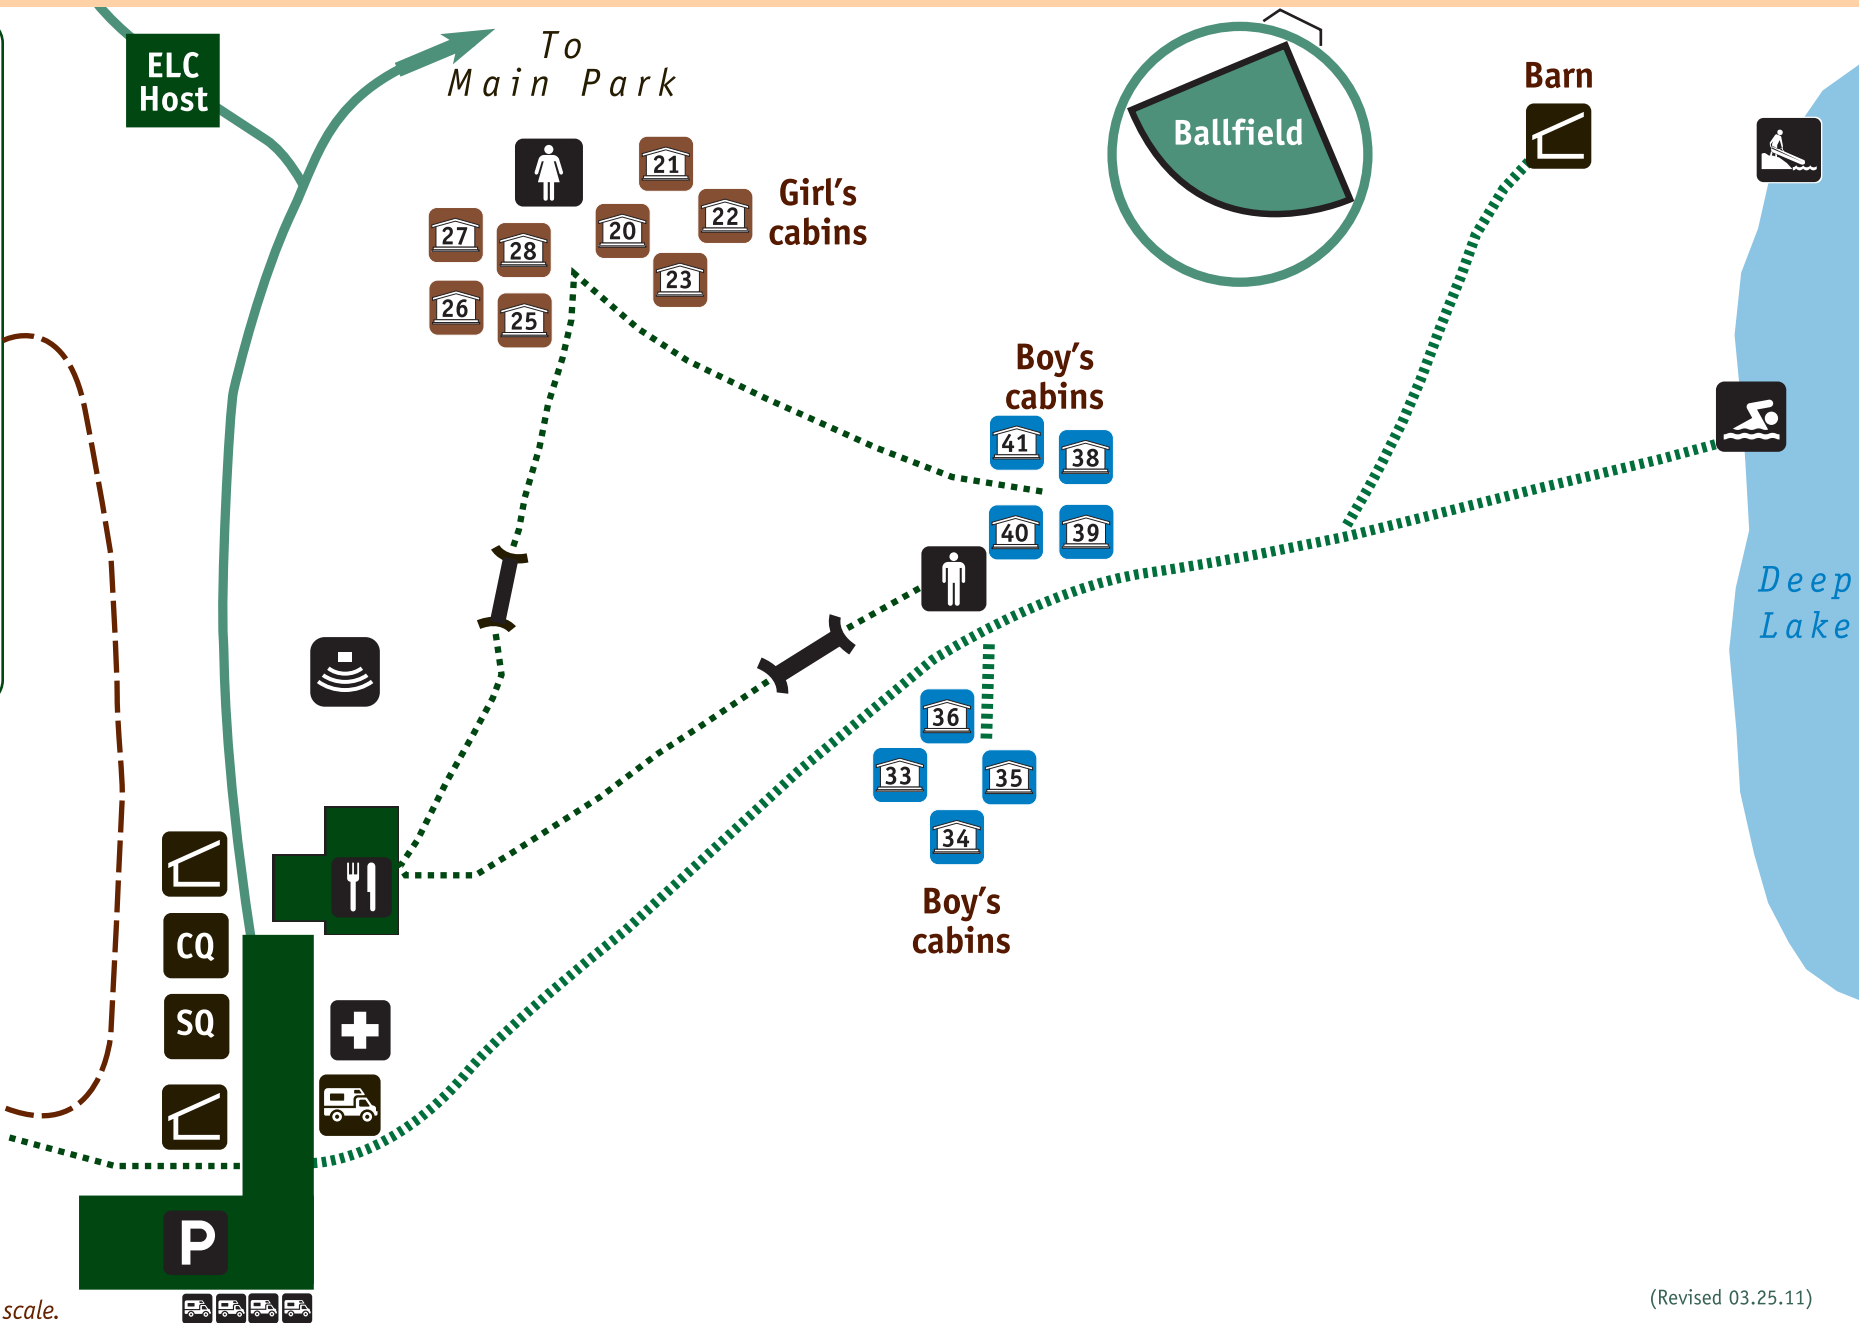 ELC
Host
To
Main Park
Ballfield
Barn
21
Girl's
cabins
22
20
27
28
23
26
25
Boy's
cabins
41
38
40
39
Deep
Lake
36
33
35
34
Boy's
cabins
CQ
SQ
P
scale.
(Revised 03.25.11)